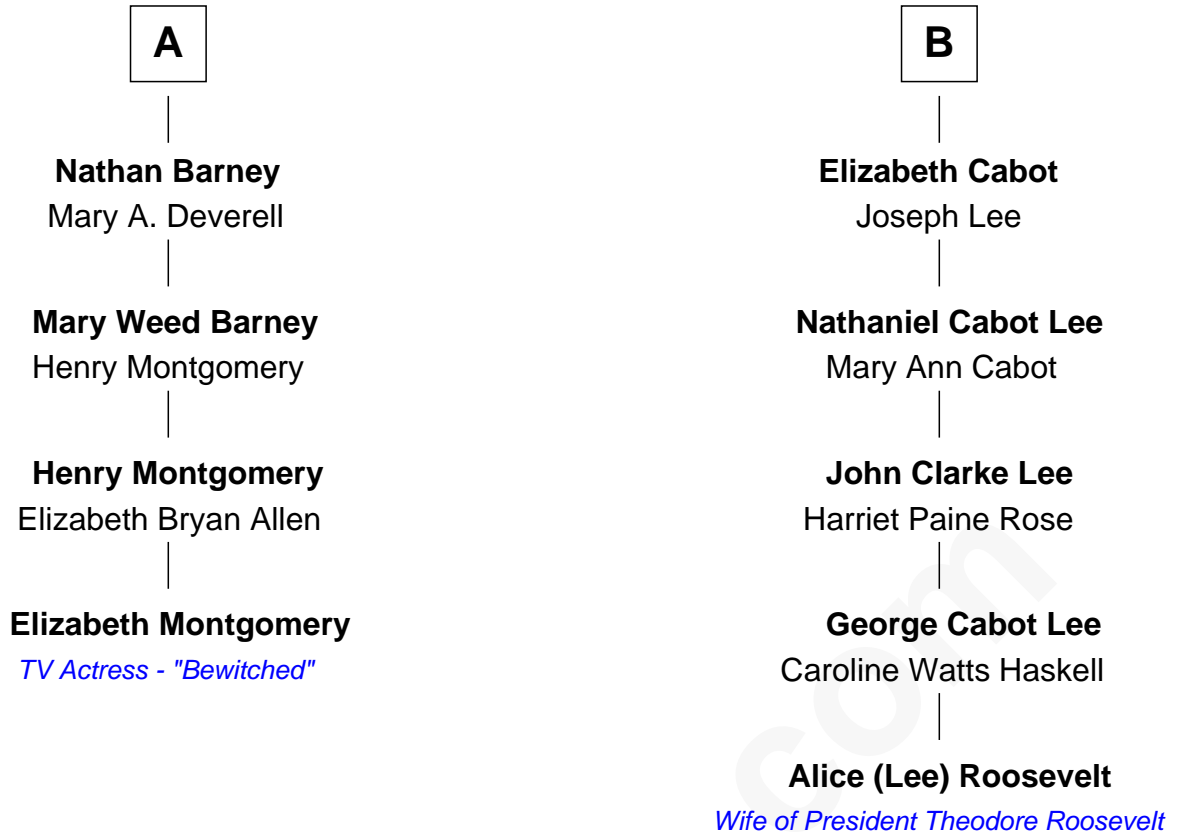 A
Nathan Barney
Mary A. Deverell
Mary Weed Barney
Henry Montgomery
Henry Montgomery
Elizabeth Bryan Allen
Elizabeth Montgomery
TV Actress - "Bewitched"
B
Elizabeth Cabot
Joseph Lee
Nathaniel Cabot Lee
Mary Ann Cabot
John Clarke Lee
Harriet Paine Rose
George Cabot Lee
Caroline Watts Haskell
Alice (Lee) Roosevelt
Wife of President Theodore Roosevelt
com